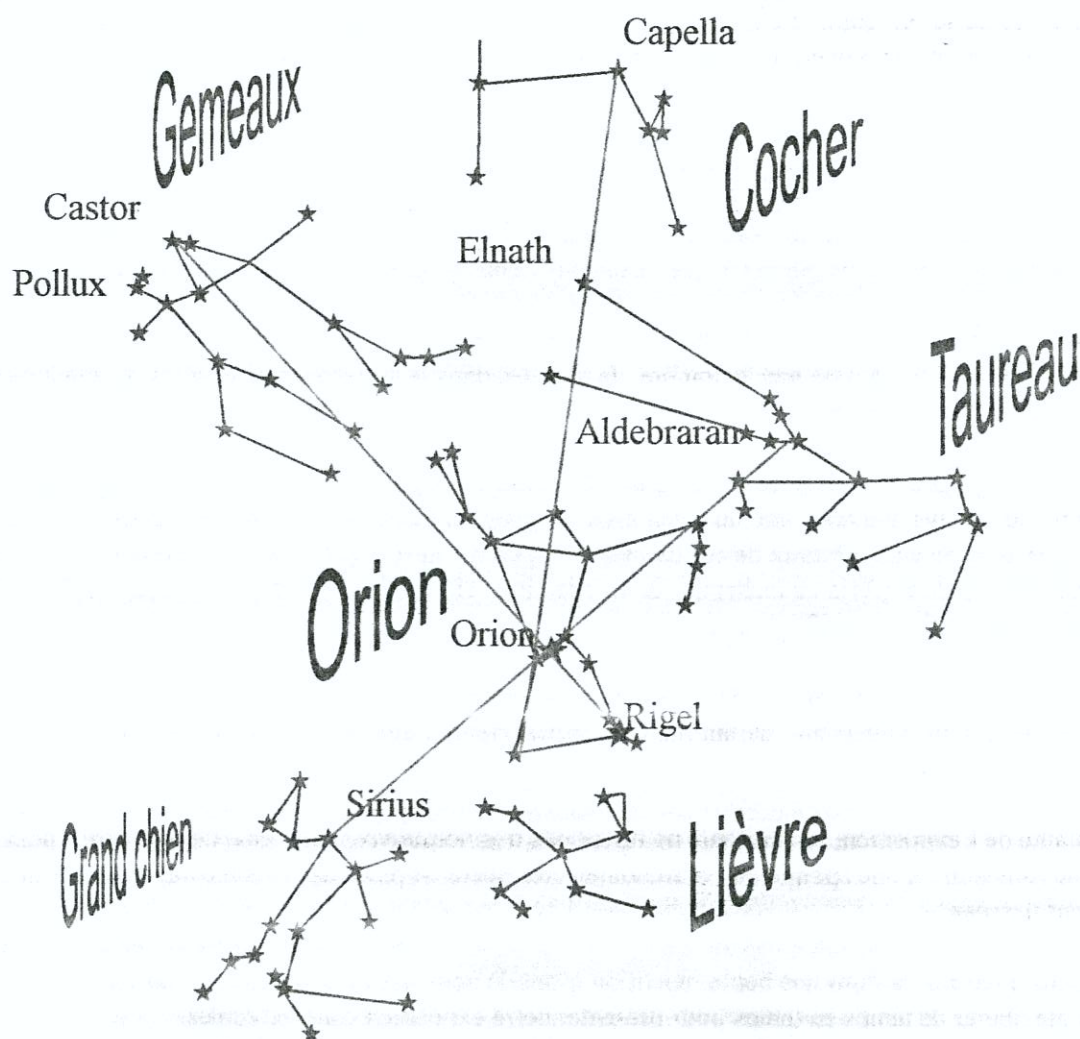 Capella
Gemeaux
Cocher
Castor
Elnath
Pollux
Taureau
Aldebraran
Orion
Orion
Rigel
Sirius
Grand chien
Lièvre